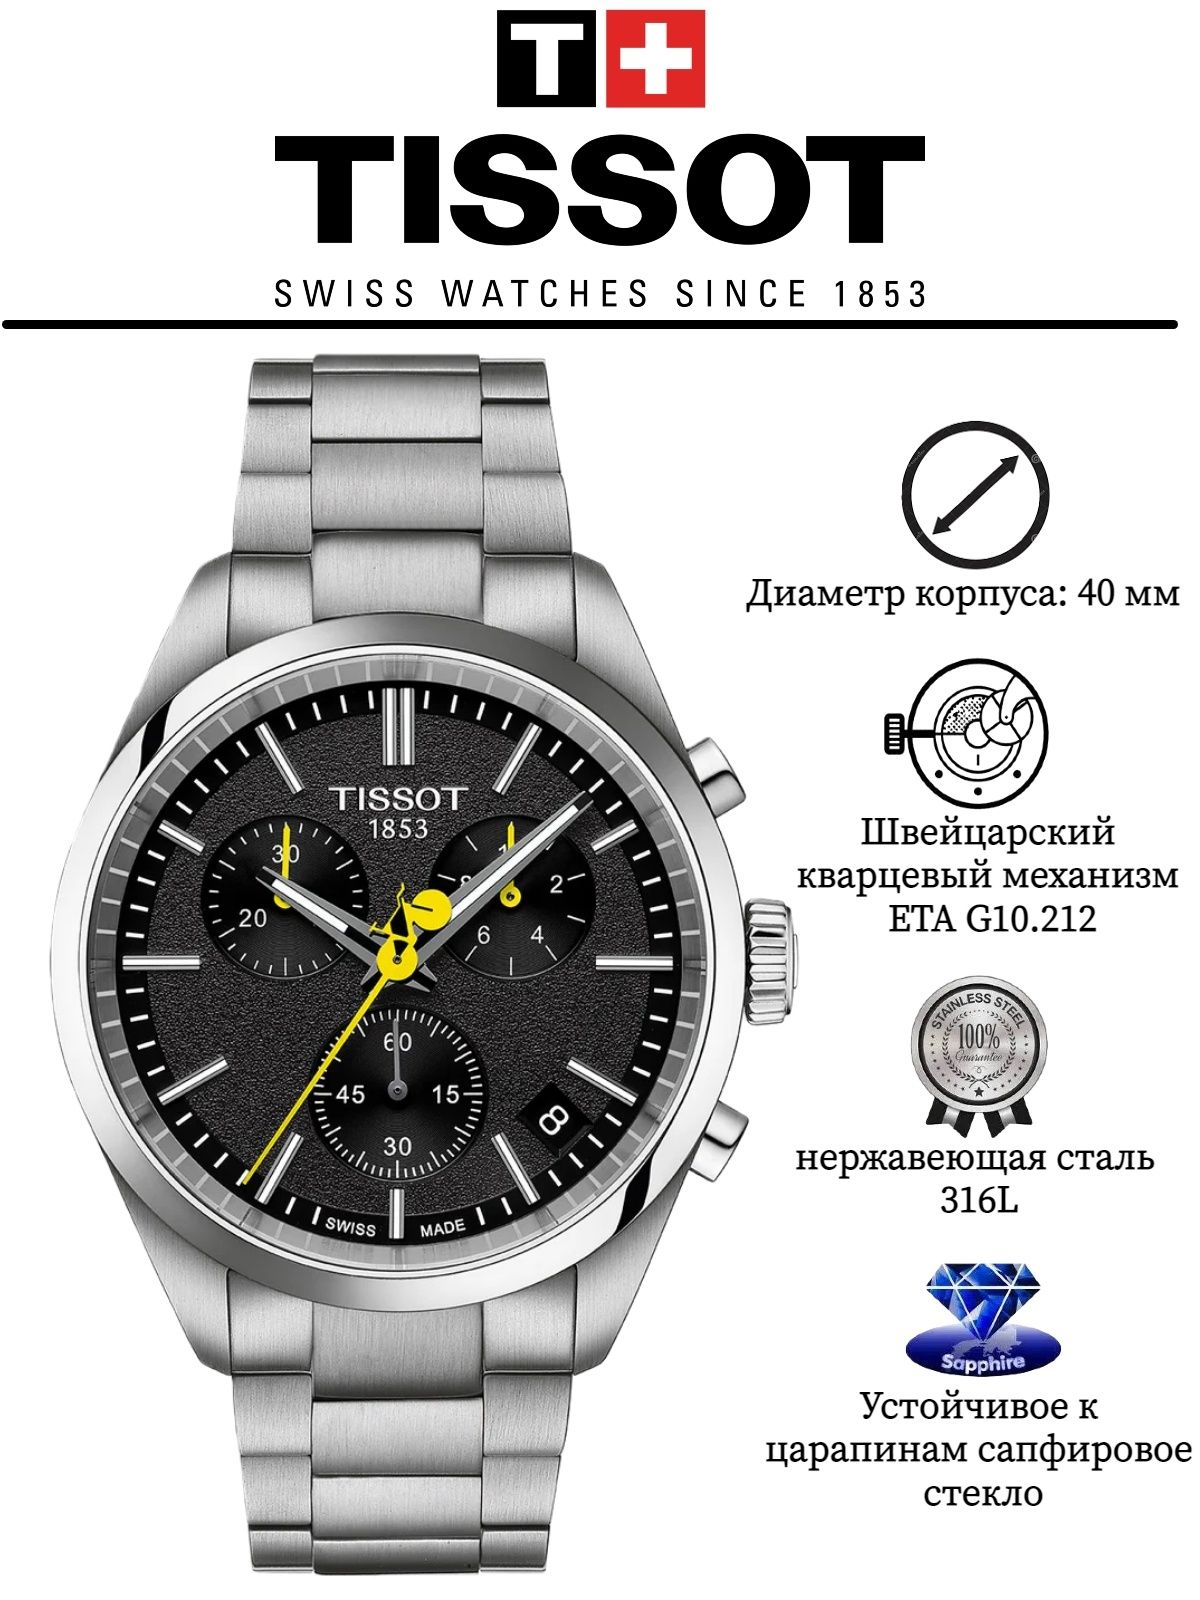 T
TISSOT
SWISS WATCHES SINCE 1853
Диаметр корпуса: 40 мм
TISSOT
1853
30
20
1
2
8
6
4
60
45
15
30
8
SWISS MADE
Швейцарский
кварцевый механизм
ETA G10.212
STAINLESS STEEL
100%
Guarantee
нержавеющая сталь
316L
Sapphire
Устойчивое к
царапинам сапфировое
стекло